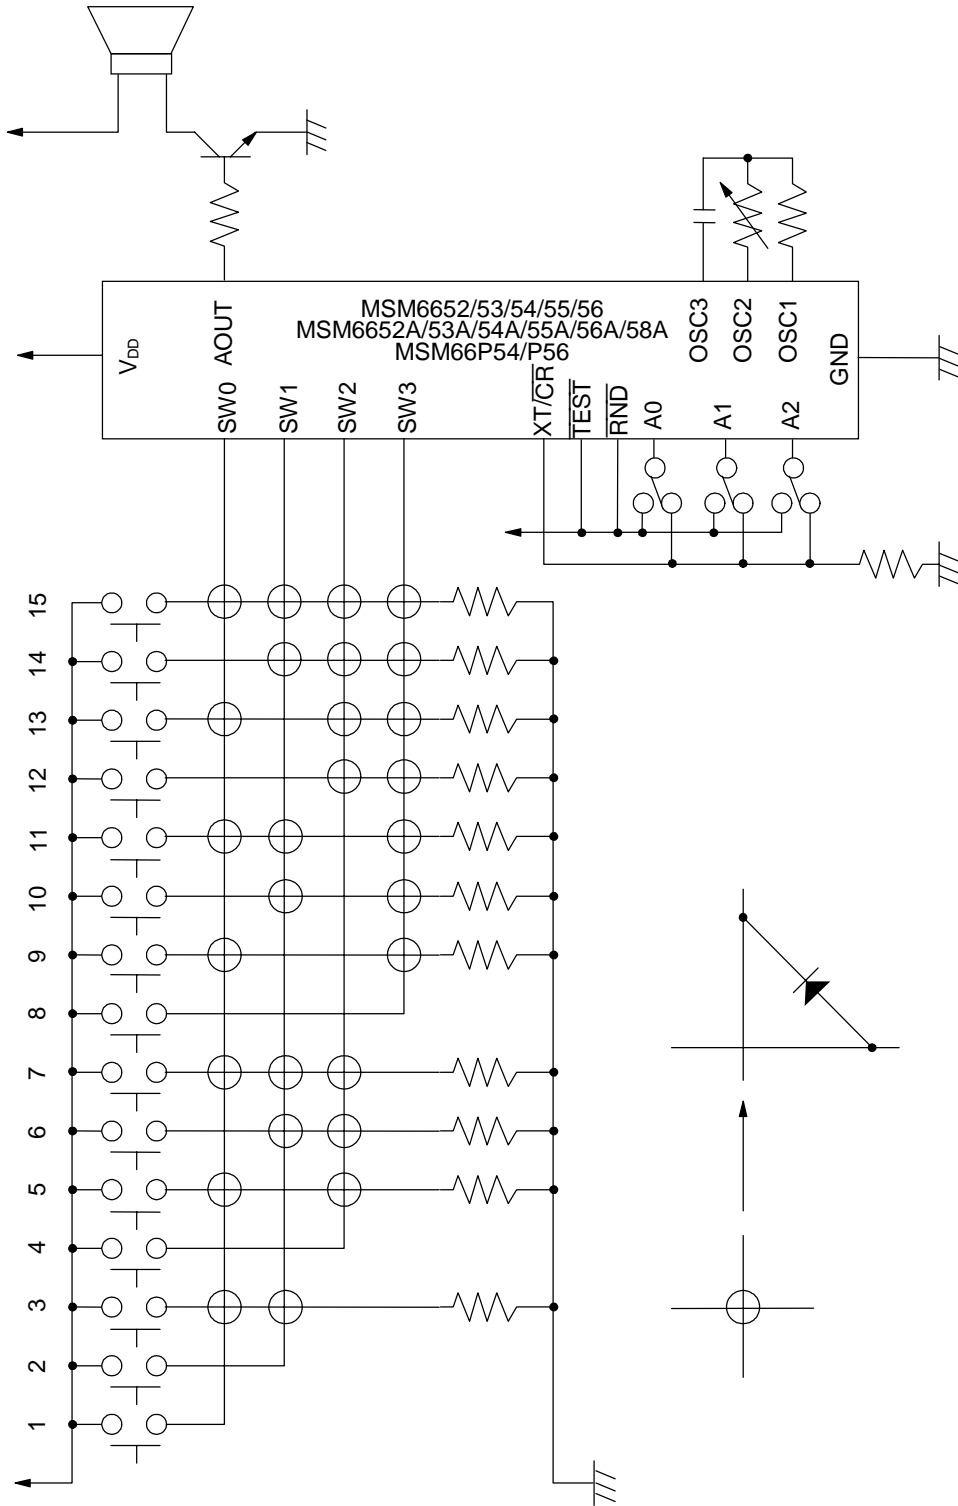 MSM6652/53/54/55/56
MSM6652A/53A/54A/55A/56A/58A
MSM66P54/P56
VDD
AOUT
OSC3
OSC2
OSC1
GND
SW0
SW1
SW2
SW3
XT/CR
TEST
RND
A0
A1
A2
15
14
13
12
11
10
9
8
7
6
5
4
3
2
1